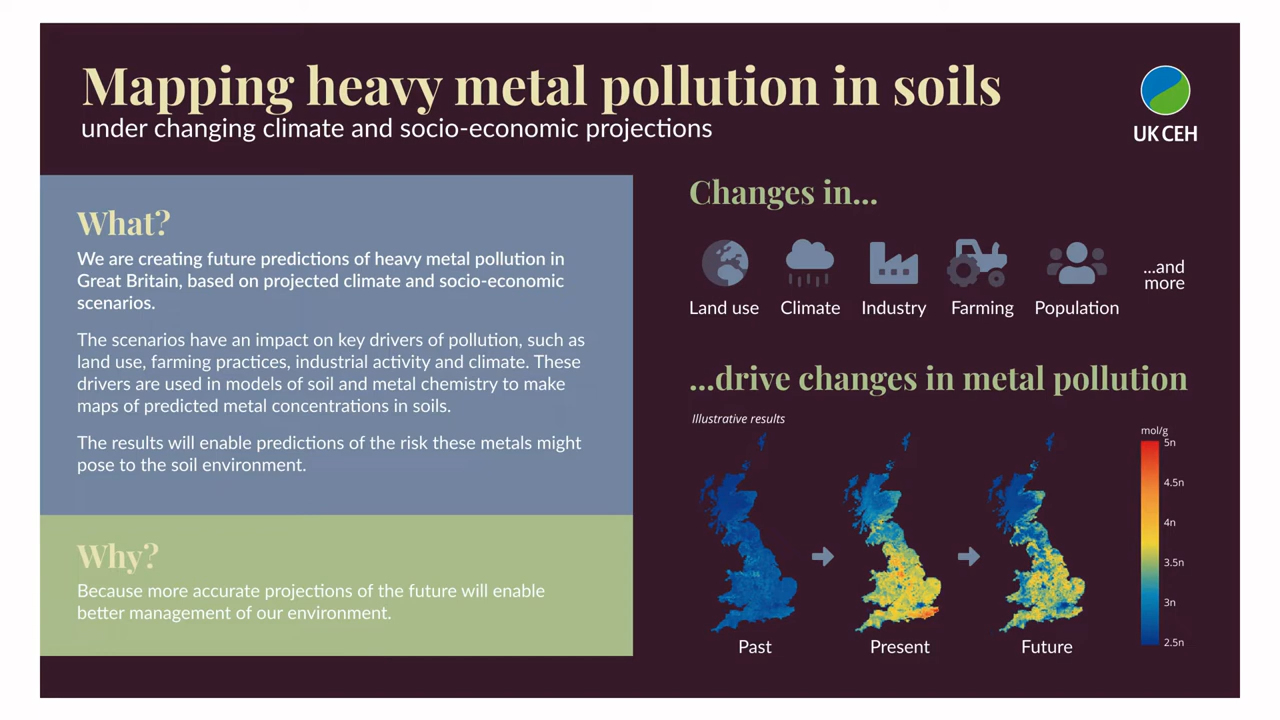 Mapping heavy metal pollution in soils
under changing climate and socio-economic projections
UK CEH
What?
We are creating future predictions of heavy metal pollution in
Great Britain, based on projected climate and socio-economic
scenarios.
The scenarios have an impact on key drivers of pollution, such as
land use, farming practices, industrial activity and climate. These
drivers are used in models of soil and metal chemistry to make
maps of predicted metal concentrations in soils.
The results will enable predictions of the risk these metals might
pose to the soil environment.
Why?
Because more accurate projections of the future will enable
better management of our environment.
Changes in...
Land use
Climate
Industry
Farming
Population
...and
more
...drive changes in metal pollution
Illustrative results
Past
Present
Future
mol/g
5n
4.5n
4n
3.5n
3n
2.5n